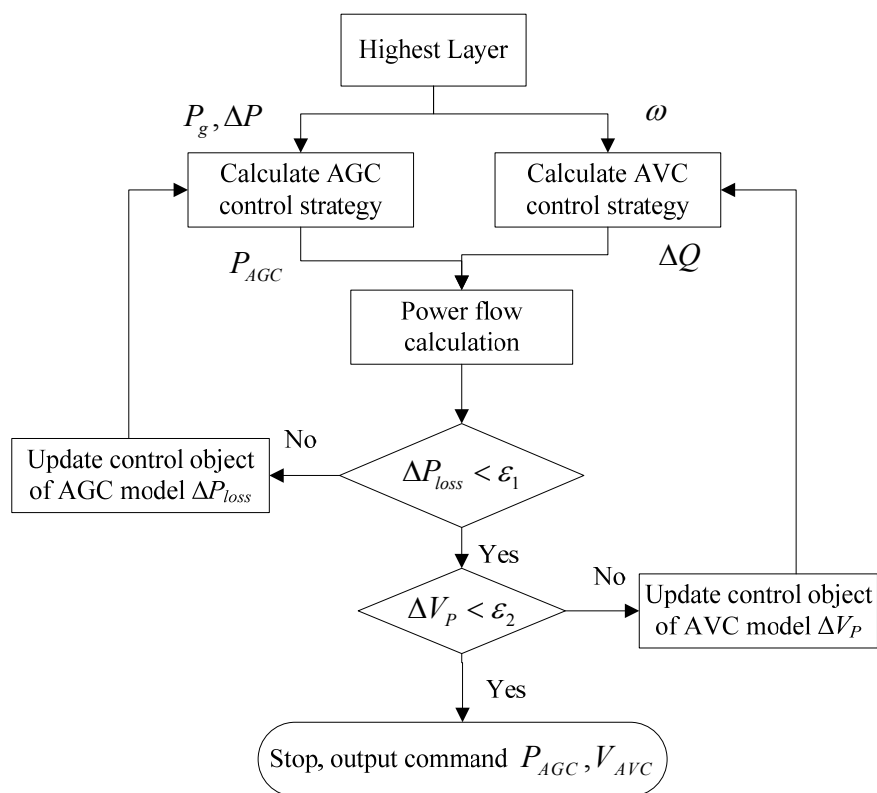 Highest Layer
P_g, ΔP
ω
Calculate AGC
control strategy
Calculate AVC
control strategy
P_AGC
ΔQ
Power flow
calculation
No
Update control object
of AGC model ΔP_loss
ΔP_loss < ε_1
Yes
No
ΔV_P < ε_2
Update control object
of AVC model ΔV_P
Yes
Stop, output command P_AGC, V_AVC